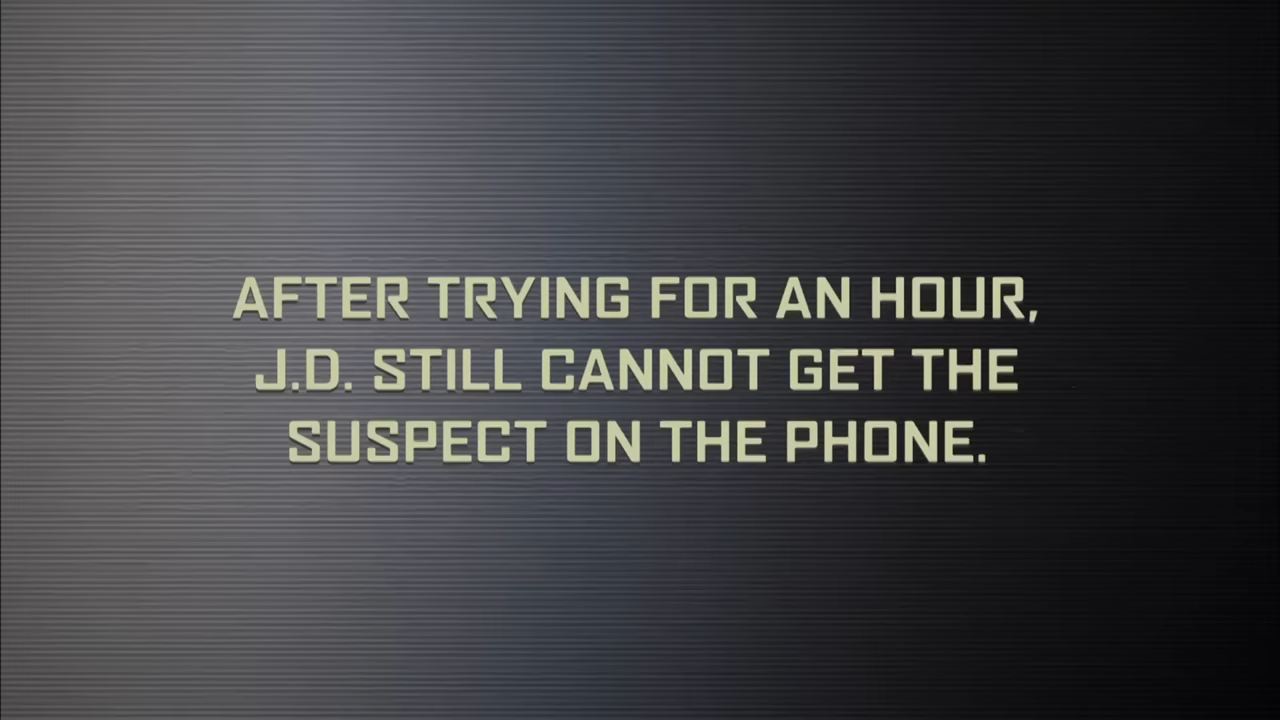 AFTER TRYING FOR AN HOUR,
J.D. STILL CANNOT GET THE
SUSPECT ON THE PHONE.